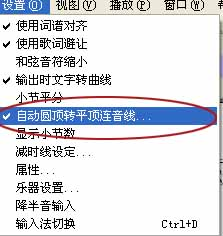 设置(O) 视图(V) 播放(P) 窗口(W)
使用词谱对齐
使用歌词避让
和弦音符缩小
输出时文字转曲线
小节平分
自动圆顶转平顶连音线...
显示小节数
减时线设定...
属性...
乐器设置...
降半音输入
输入法切换 Ctrl+D